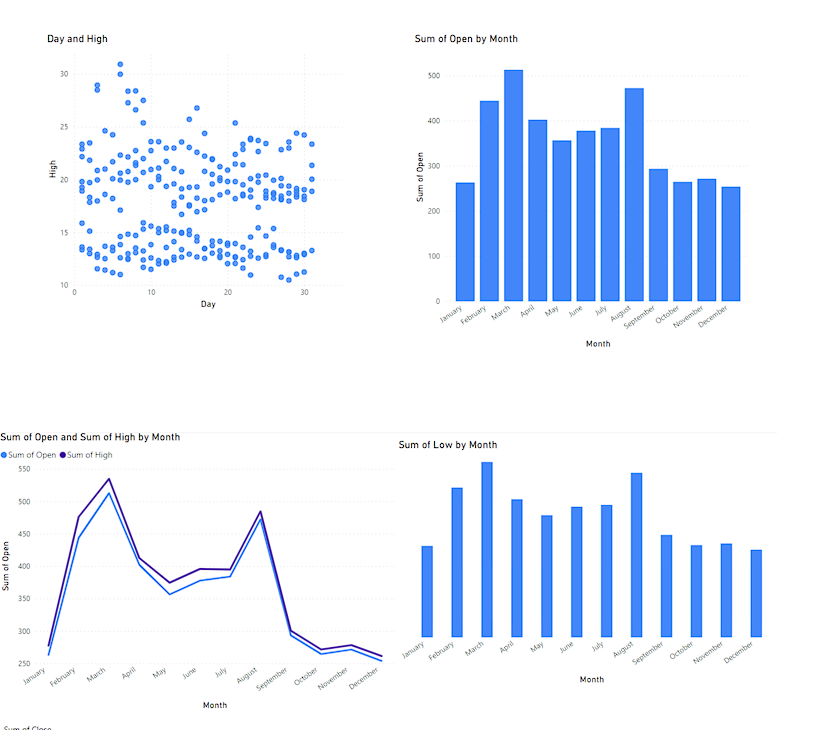 Day and High
30
25
20
15
10
High
0 10 20 30
Day
Sum of Open by Month
500
400
300
200
100
0
Sum of Open
January February March April May June July August September October November December
Month
Sum of Open and Sum of High by Month
Sum of Open Sum of High
550
500
450
400
350
300
250
Sum of Open
January February March April May June July August September October November December
Month
Sum of Low by Month
January February March April May June July August September October November December
Month
Sum of Close